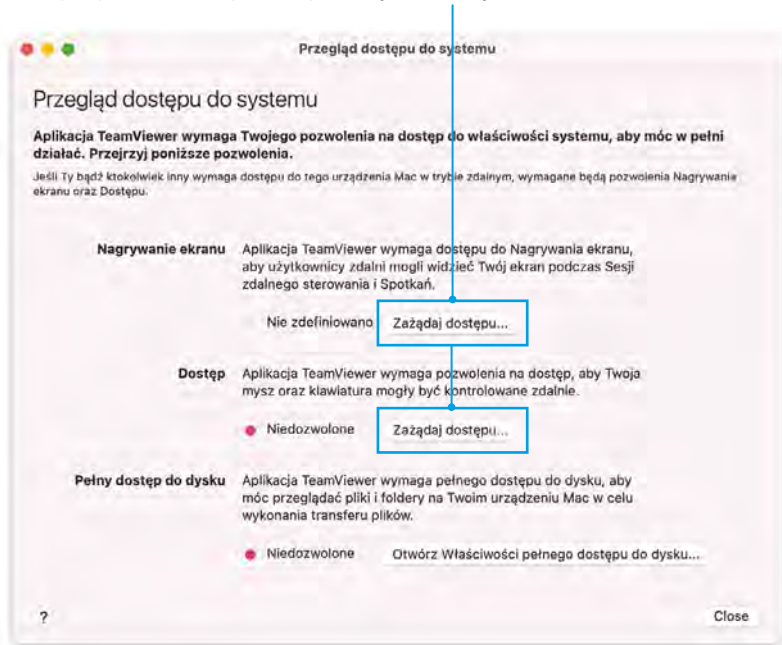 Przegląd dostępu do systemu
Przegląd dostępu do systemu
Aplikacja TeamViewer wymaga Twojego pozwolenia na dostęp do właściwości systemu, aby móc w pełni
działać. Przejrzyj poniższe pozwolenia.
Jeśli Ty bądź ktokolwiek inny wymaga dostępu do tego urządzenia Mac w trybie zdalnym, wymagane będą pozwolenia Nagrywania
ekranu oraz Dostępu.
Nagrywanie ekranu Aplikacja TeamViewer wymaga dostępu do Nagrywania ekranu,
aby użytkownicy zdalni mogli widzieć Twój ekran podczas Sesji
zdalnego sterowania i Spotkań.
Nie zdefiniowano Zażądaj dostępu...
Dostęp Aplikacja TeamViewer wymaga pozwolenia na dostęp, aby Twoja
mysz oraz klawiatura mogły być kontrolowane zdalnie.
Niedozwolone Zażądaj dostępu...
Pełny dostęp do dysku Aplikacja TeamViewer wymaga pełnego dostępu do dysku, aby
móc przeglądać pliki i foldery na Twoim urządzeniu Mac w celu
wykonania transferu plików.
Niedozwolone Otwórz Właściwości pełnego dostępu do dysku...
? Close